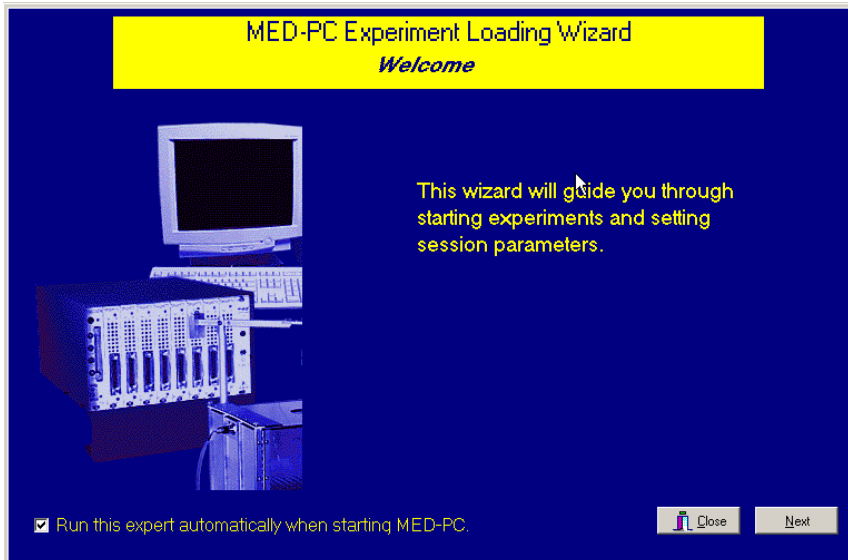 MED-PC Experiment Loading Wizard
Welcome
This wizard will guide you through
starting experiments and setting
session parameters.
Run this expert automatically when starting MED-PC.
Close
Next